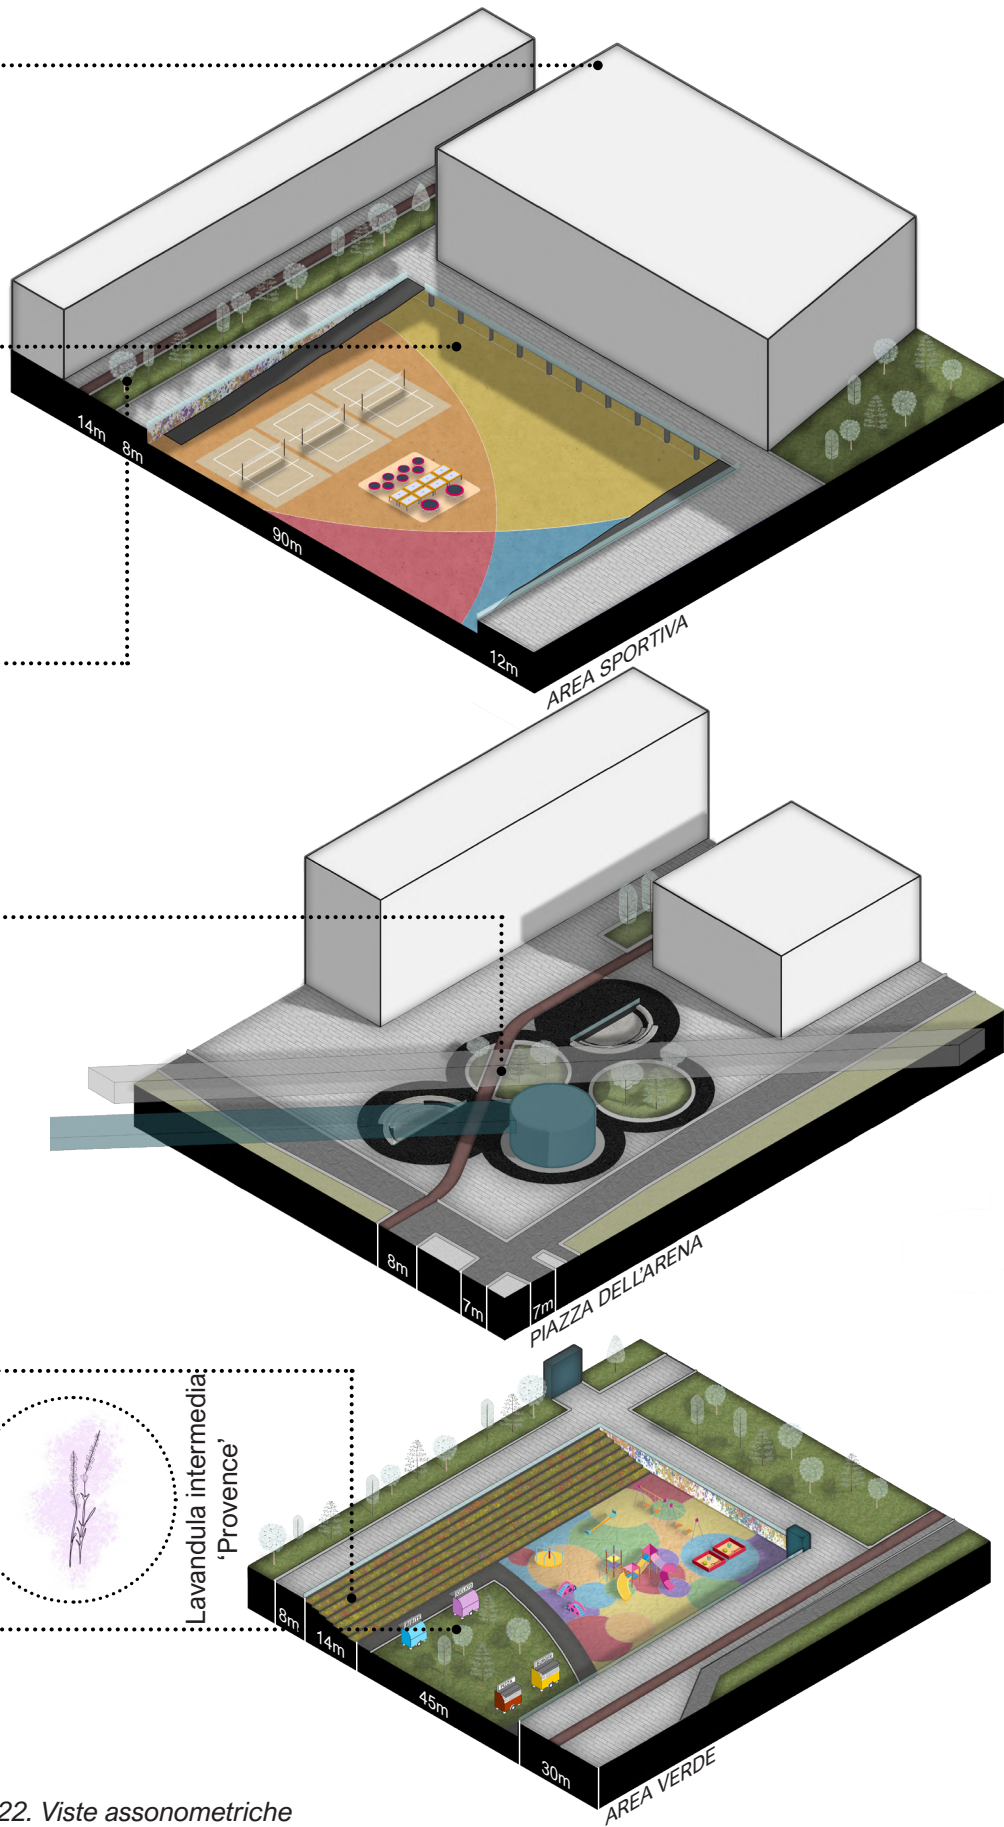 14m
8m
90m
12m
AREA SPORTIVA
8m
7m
7m
PIAZZA DELL'ARENA
Lavandula intermedia
'Provence'
8m
14m
45m
30m
AREA VERDE
22. Viste assonometriche